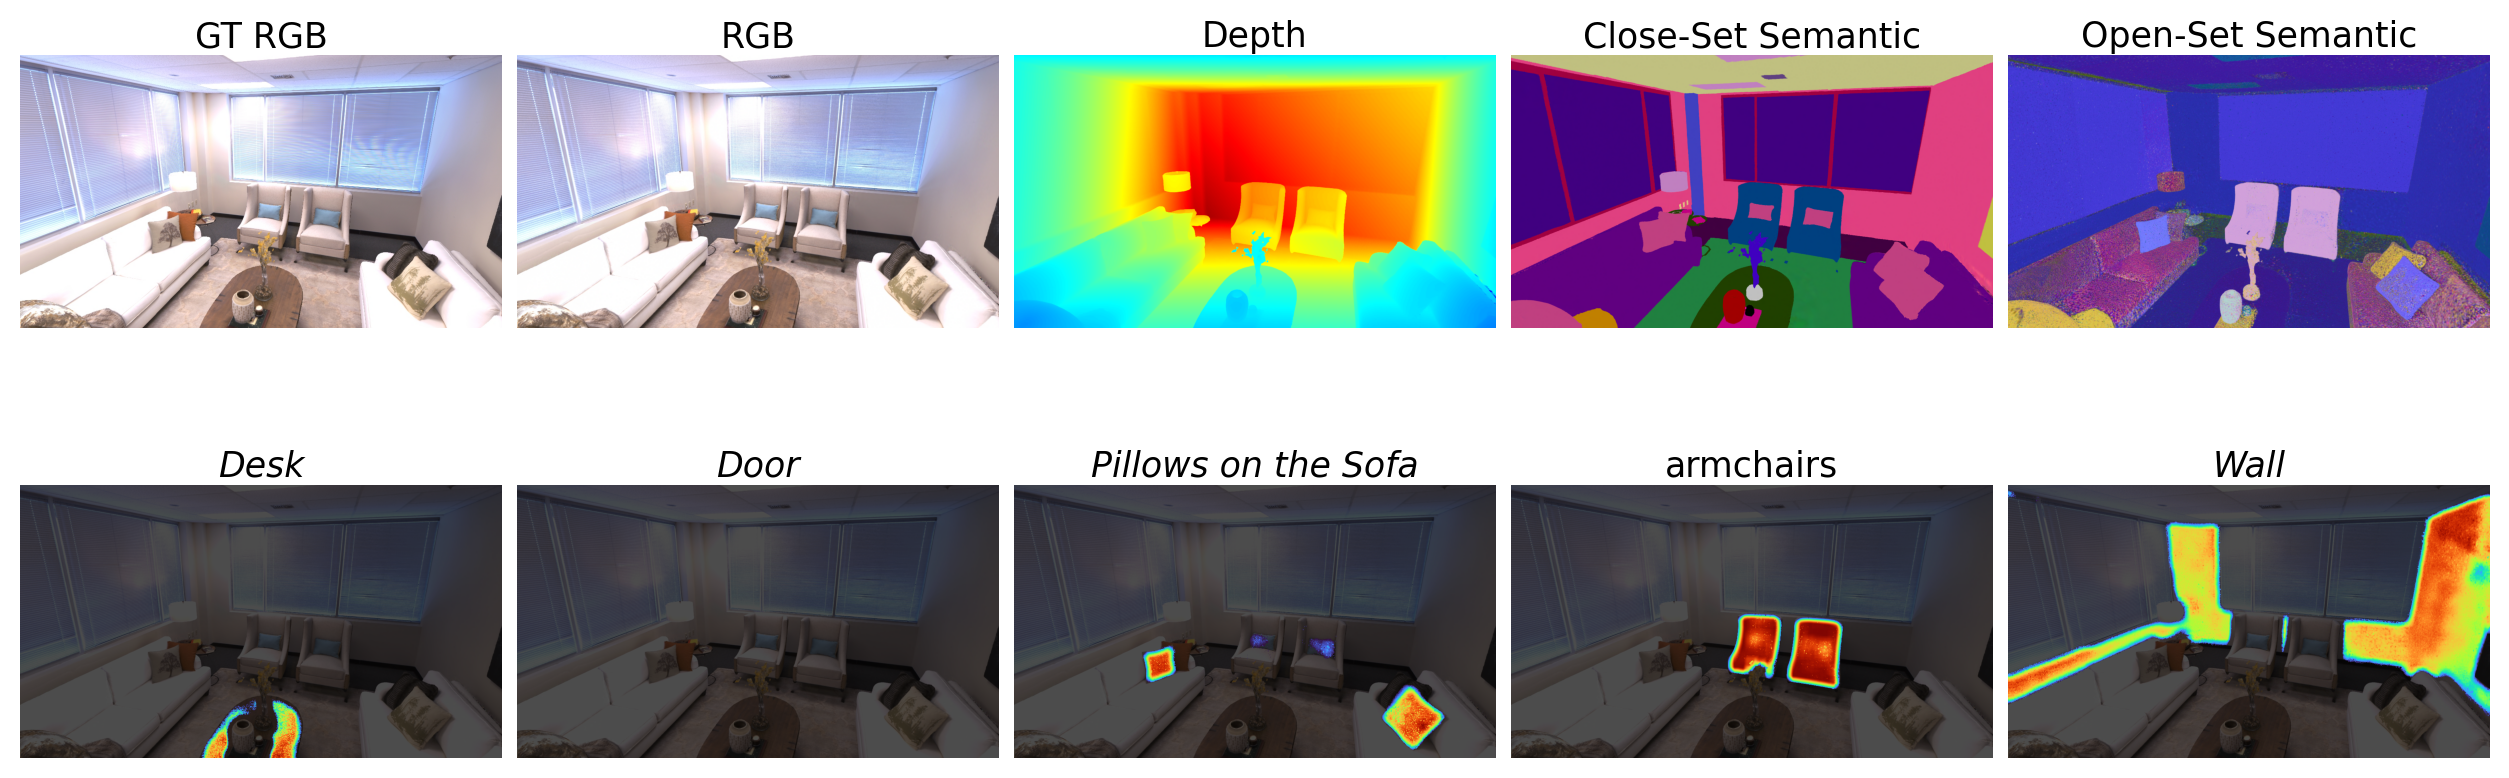 GT RGB
RGB
Depth
Close-Set Semantic
Open-Set Semantic
Desk
Door
Pillows on the Sofa
armchairs
Wall